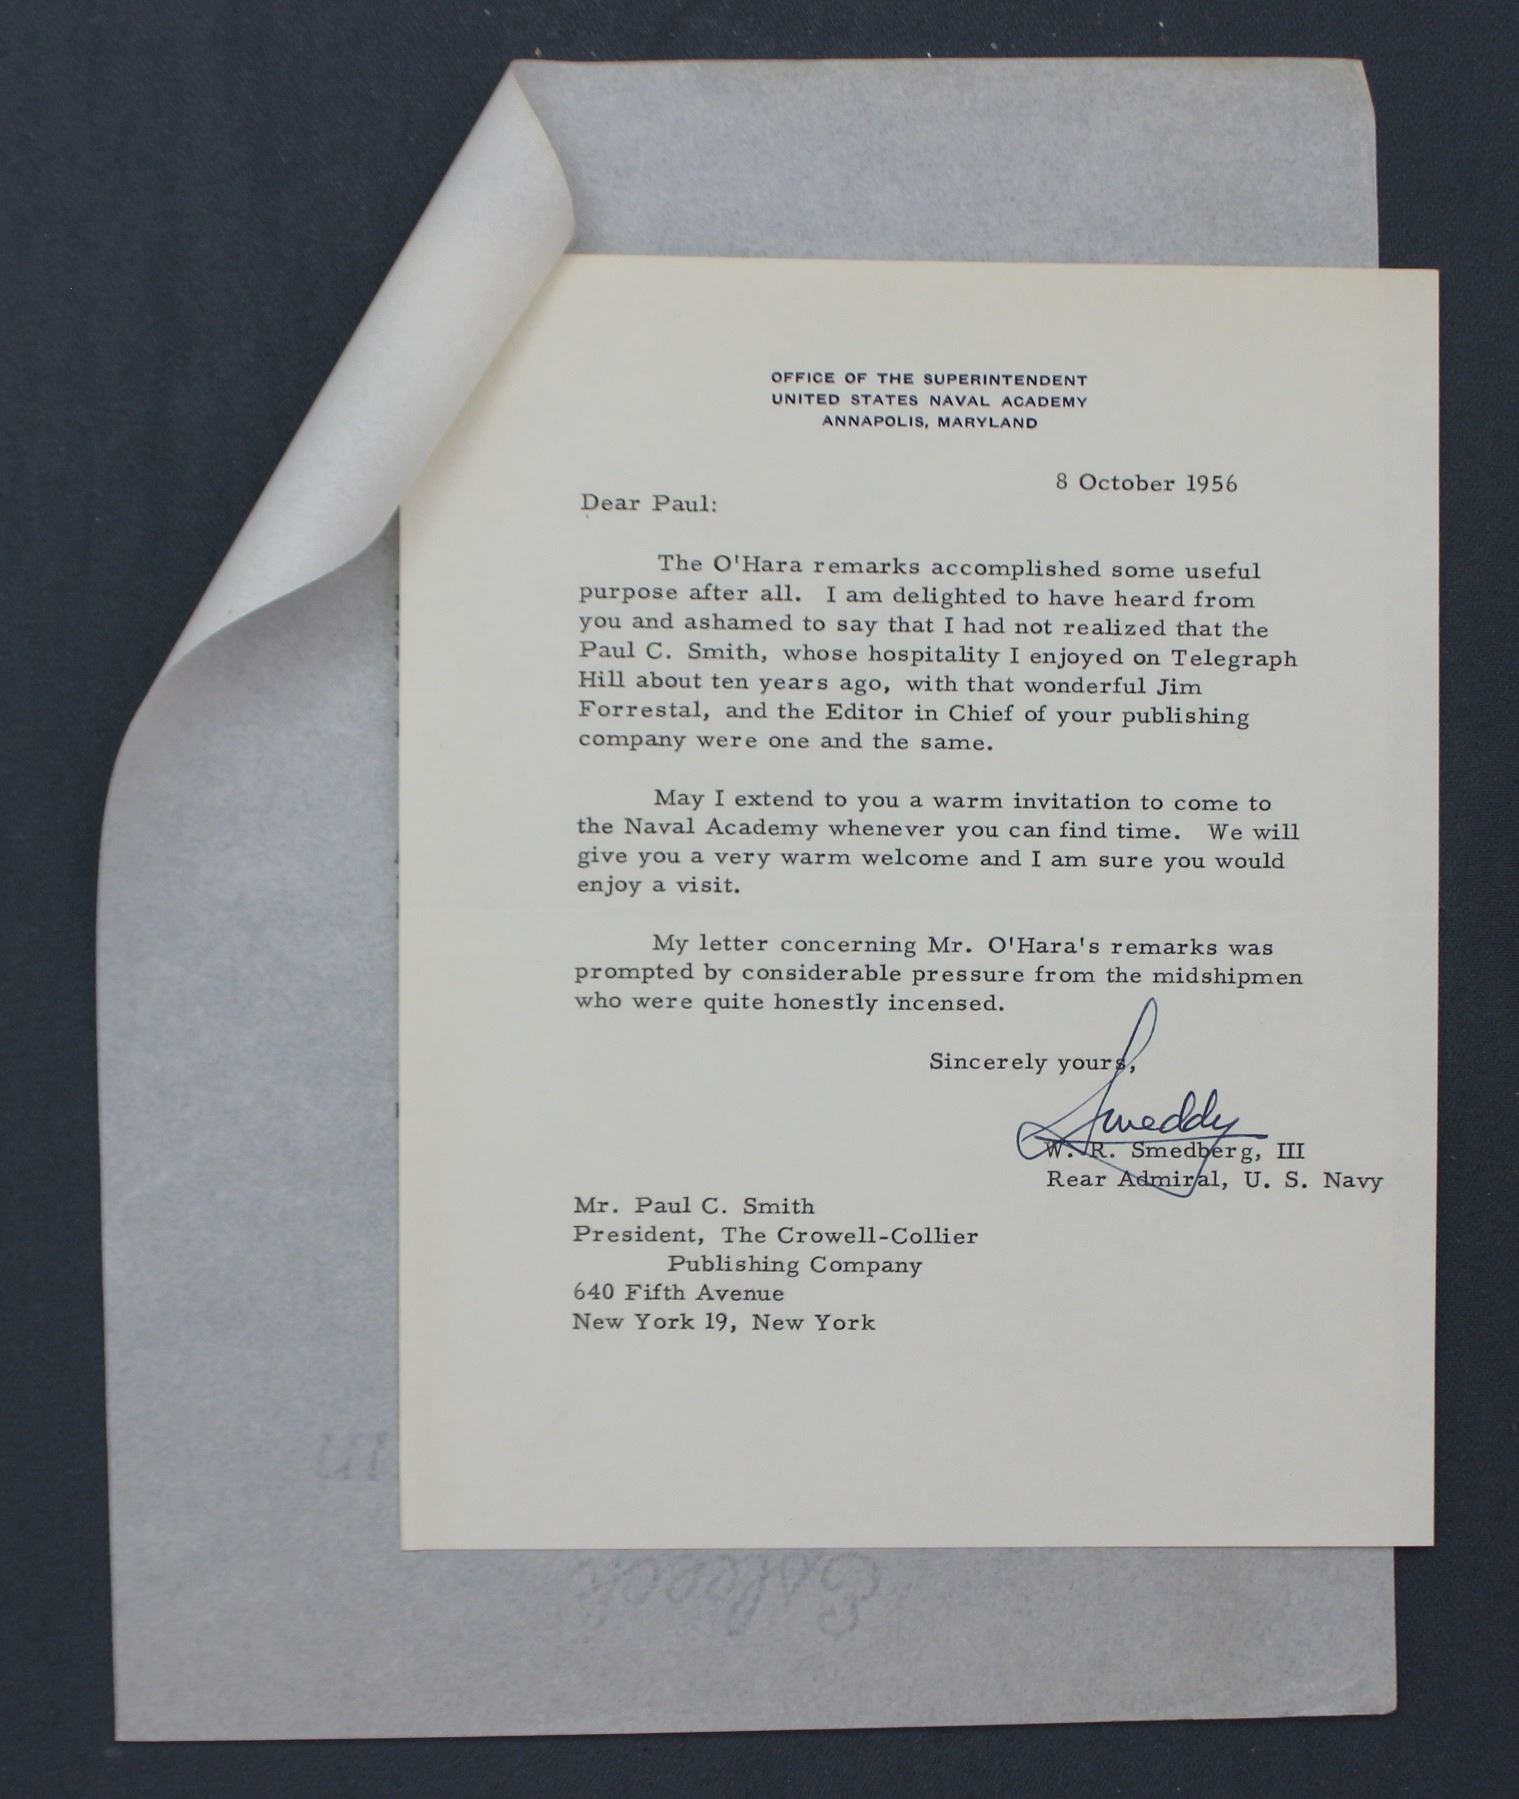 OFFICE OF THE SUPERINTENDENT
UNITED STATES NAVAL ACADEMY
ANNAPOLIS, MARYLAND
8 October 1956
Dear Paul:
The O'Hara remarks accomplished some useful
purpose after all. I am delighted to have heard from
you and ashamed to say that I had not realized that the
Paul C. Smith, whose hospitality I enjoyed on Telegraph
Hill about ten years ago, with that wonderful Jim
Forrestal, and the Editor in Chief of your publishing
company were one and the same.
May I extend to you a warm invitation to come to
the Naval Academy whenever you can find time. We will
give you a very warm welcome and I am sure you would
enjoy a visit.
My letter concerning Mr. O'Hara's remarks was
prompted by considerable pressure from the midshipmen
who were quite honestly incensed.
Sincerely yours,
Smeddy
W. R. Smedberg, III
Rear Admiral, U. S. Navy
Mr. Paul C. Smith
President, The Crowell-Collier
Publishing Company
640 Fifth Avenue
New York 19, New York